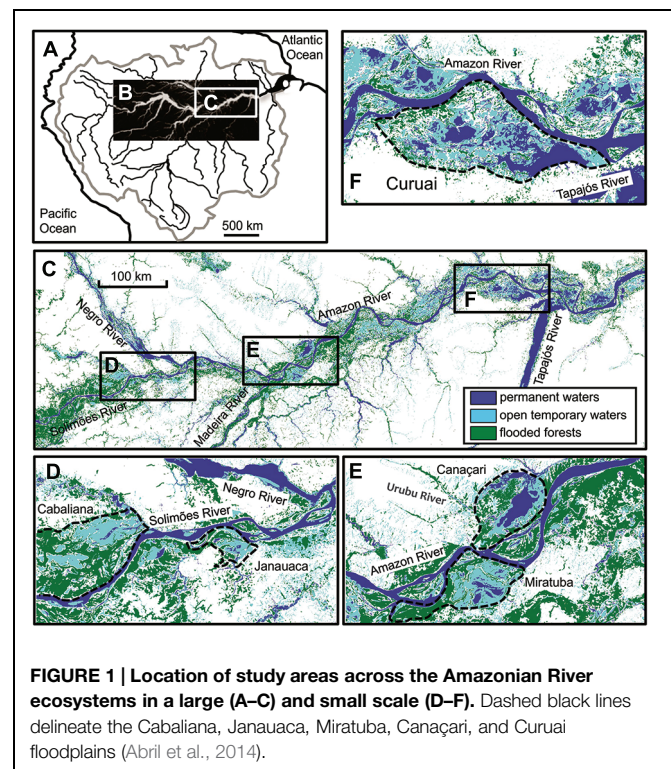 A
Atlantic
Ocean
B
C
Pacific
Ocean
500 km
Amazon River
F
Curuai
Tapajós River
C
100 km
Negro River
Amazon River
F
D
E
Solimões River
Madeira River
Tapajós River
permanent waters
open temporary waters
flooded forests
D
Negro River
Cabaliana
Solimões River
Janauaca
E
Canaçari
Urubu River
Amazon River
Miratuba
FIGURE 1 | Location of study areas across the Amazonian River
ecosystems in a large (A–C) and small scale (D–F). Dashed black lines
delineate the Cabaliana, Janauaca, Miratuba, Canaçari, and Curuai
floodplains (Abril et al., 2014).